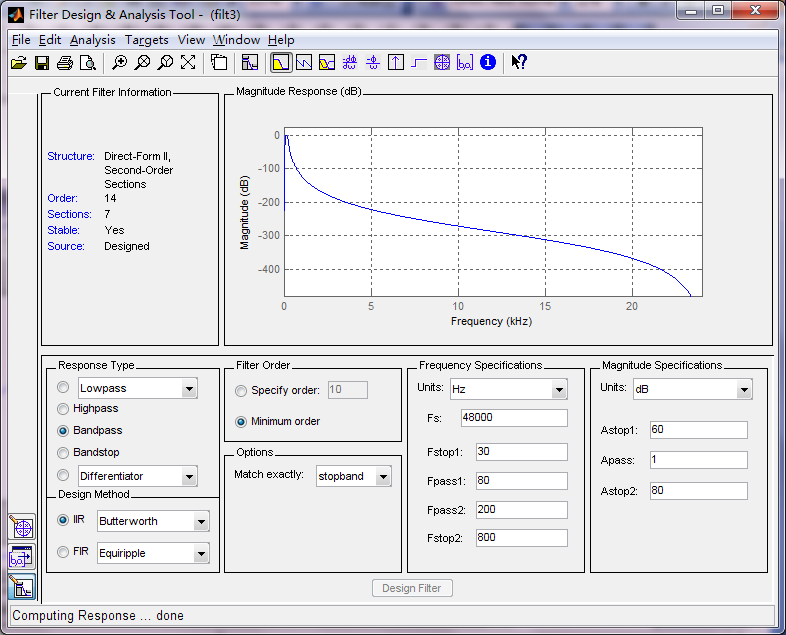 Filter Design & Analysis Tool - (filt3)
File Edit Analysis Targets View Window Help
Current Filter Information
Structure: Direct-Form II,
Second-Order
Sections
Order: 14
Sections: 7
Stable: Yes
Source: Designed
Magnitude Response (dB)
Magnitude (dB)
0
-100
-200
-300
-400
0 5 10 15 20
Frequency (kHz)
Response Type
Lowpass
Highpass
Bandpass
Bandstop
Differentiator
Design Method
IIR Butterworth
FIR Equiripple
Filter Order
Specify order: 10
Minimum order
Options
Match exactly: stopband
Frequency Specifications
Units: Hz
Fs: 48000
Fstop1: 30
Fpass1: 80
Fpass2: 200
Fstop2: 800
Magnitude Specifications
Units: dB
Astop1: 60
Apass: 1
Astop2: 80
Design Filter
Computing Response ... done